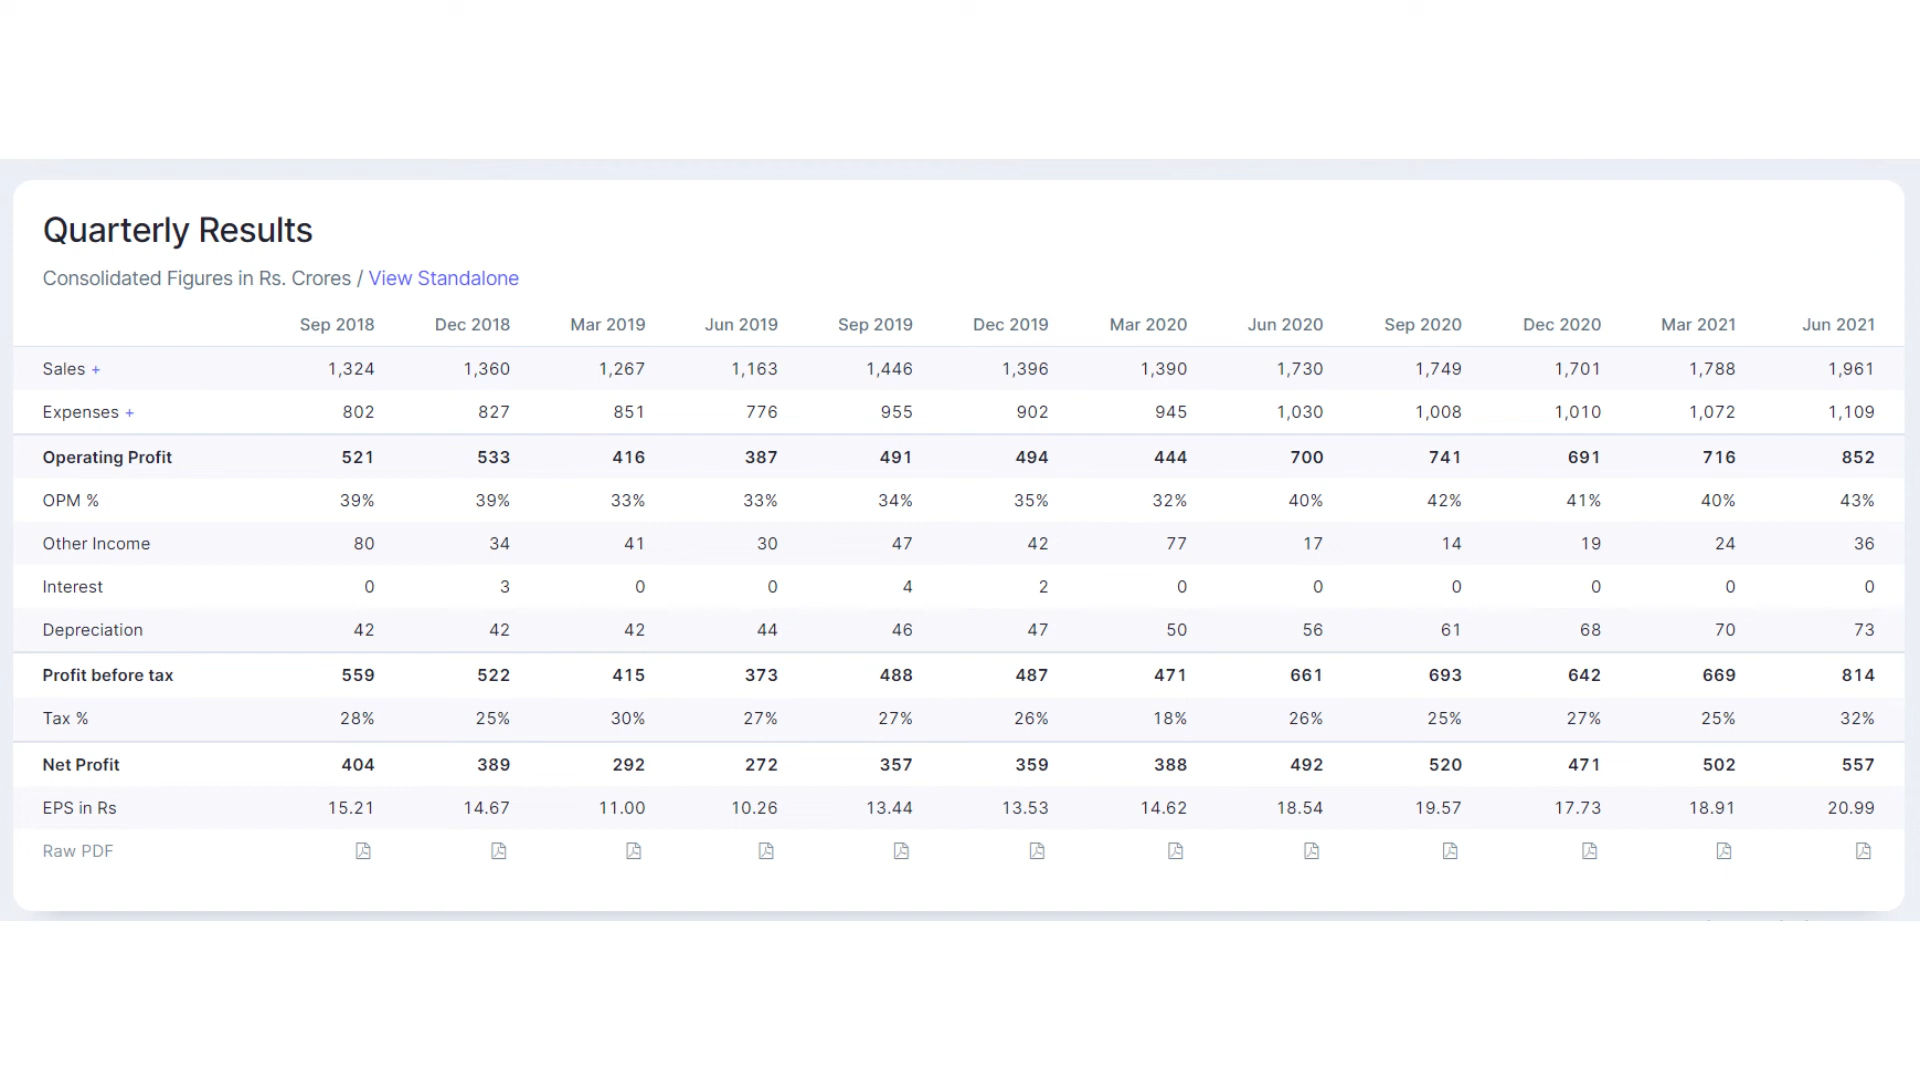 Quarterly Results
Consolidated Figures in Rs. Crores / View Standalone
Sep 2018 Dec 2018 Mar 2019 Jun 2019 Sep 2019 Dec 2019 Mar 2020 Jun 2020 Sep 2020 Dec 2020 Mar 2021 Jun 2021
Sales + 1,324 1,360 1,267 1,163 1,446 1,396 1,390 1,730 1,749 1,701 1,788 1,961
Expenses + 802 827 851 776 955 902 945 1,030 1,008 1,010 1,072 1,109
Operating Profit 521 533 416 387 491 494 444 700 741 691 716 852
OPM % 39% 39% 33% 33% 34% 35% 32% 40% 42% 41% 40% 43%
Other Income 80 34 41 30 47 42 77 17 14 19 24 36
Interest 0 3 0 0 4 2 0 0 0 0 0 0
Depreciation 42 42 42 44 46 47 50 56 61 68 70 73
Profit before tax 559 522 415 373 488 487 471 661 693 642 669 814
Tax % 28% 25% 30% 27% 27% 26% 18% 26% 25% 27% 25% 32%
Net Profit 404 389 292 272 357 359 388 492 520 471 502 557
EPS in Rs 15.21 14.67 11.00 10.26 13.44 13.53 14.62 18.54 19.57 17.73 18.91 20.99
Raw PDF